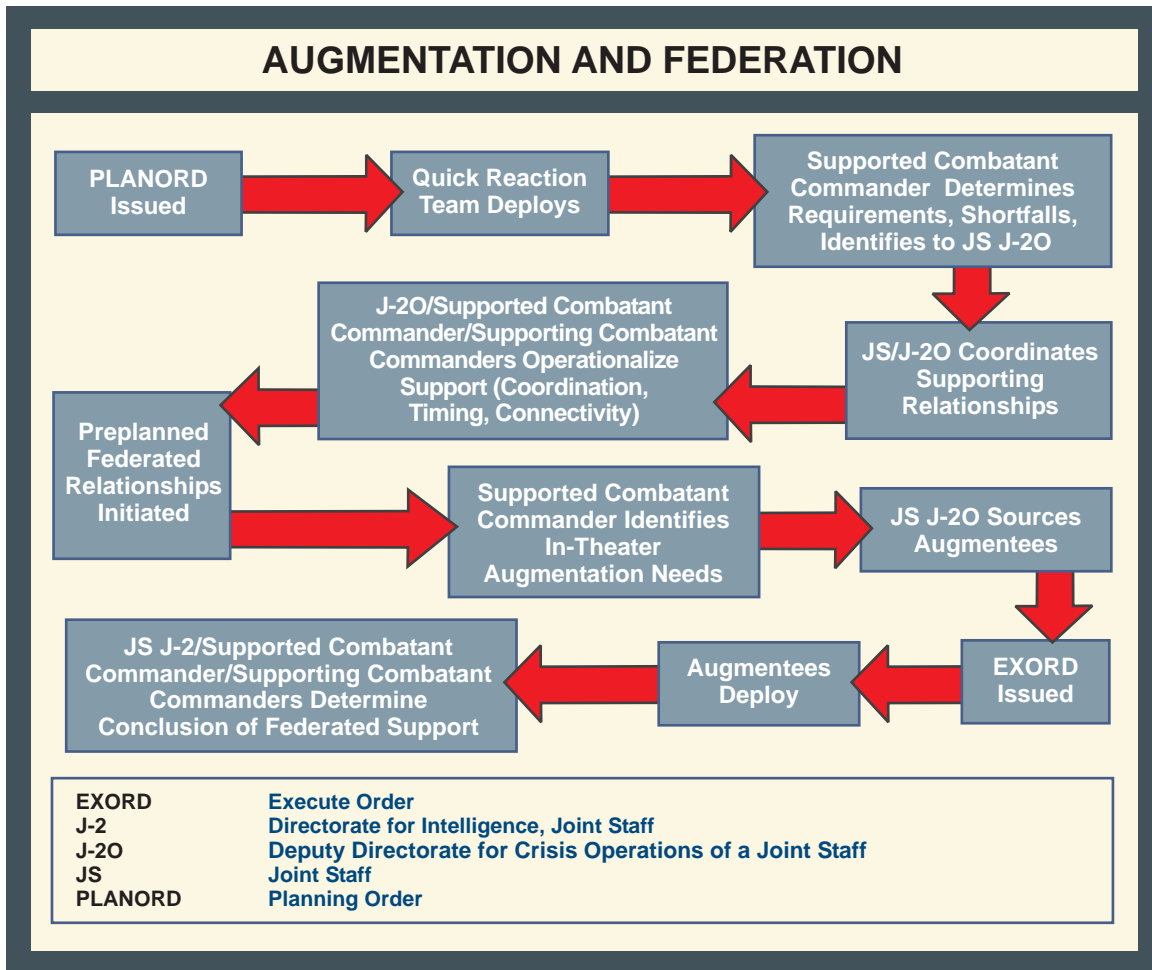 AUGMENTATION AND FEDERATION
PLANORD
Issued
Quick Reaction
Team Deploys
Supported Combatant
Commander Determines
Requirements, Shortfalls,
Identifies to JS J-2O
JS/J-2O Coordinates
Supporting
Relationships
J-2O/Supported Combatant
Commander/Supporting Combatant
Commanders Operationalize
Support (Coordination,
Timing, Connectivity)
Preplanned
Federated
Relationships
Initiated
Supported Combatant
Commander Identifies
In-Theater
Augmentation Needs
JS J-2O Sources
Augmentees
EXORD
Issued
Augmentees
Deploy
JS J-2/Supported Combatant
Commander/Supporting Combatant
Commanders Determine
Conclusion of Federated Support
EXORD Execute Order
J-2 Directorate for Intelligence, Joint Staff
J-2O Deputy Directorate for Crisis Operations of a Joint Staff
JS Joint Staff
PLANORD Planning Order